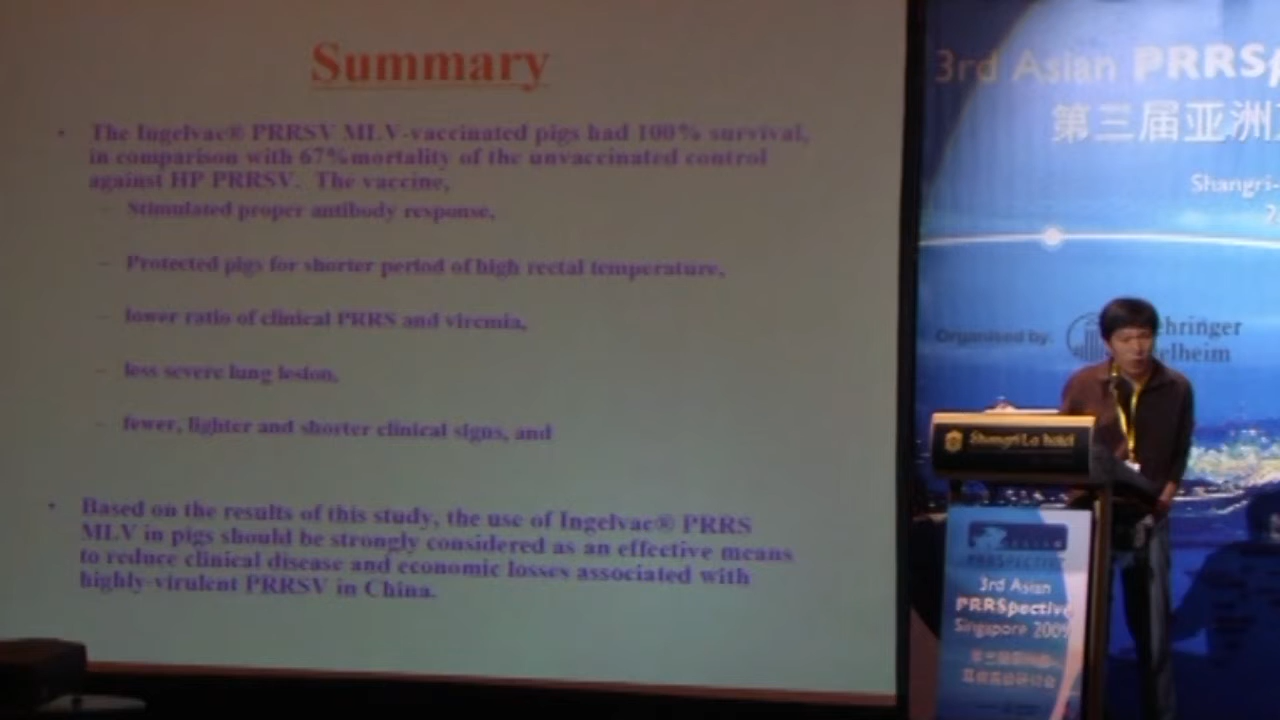 Summary
• The Ingelvac® PRRSV MLV-vaccinated pigs had 100% survival,
in comparison with 67%mortality of the unvaccinated control
against HP PRRSV. The vaccine,
– Stimulated proper antibody response,
– Protected pigs for shorter period of high rectal temperature,
– lower ratio of clinical PRRS and viremia,
– less severe lung lesion,
– fewer, lighter and shorter clinical signs, and
• Based on the results of this study, the use of Ingelvac® PRRS
MLV in pigs should be strongly considered as an effective means
to reduce clinical disease and economic losses associated with
highly-virulent PRRSV in China.
3rd Asian PRRSp
第三届亚洲
Shangri-
Organised by:
ehringer
elheim
Shangri-La hotel
PRRSPECTIVE
3rd Asian
PRRSpective
Singapore 2009